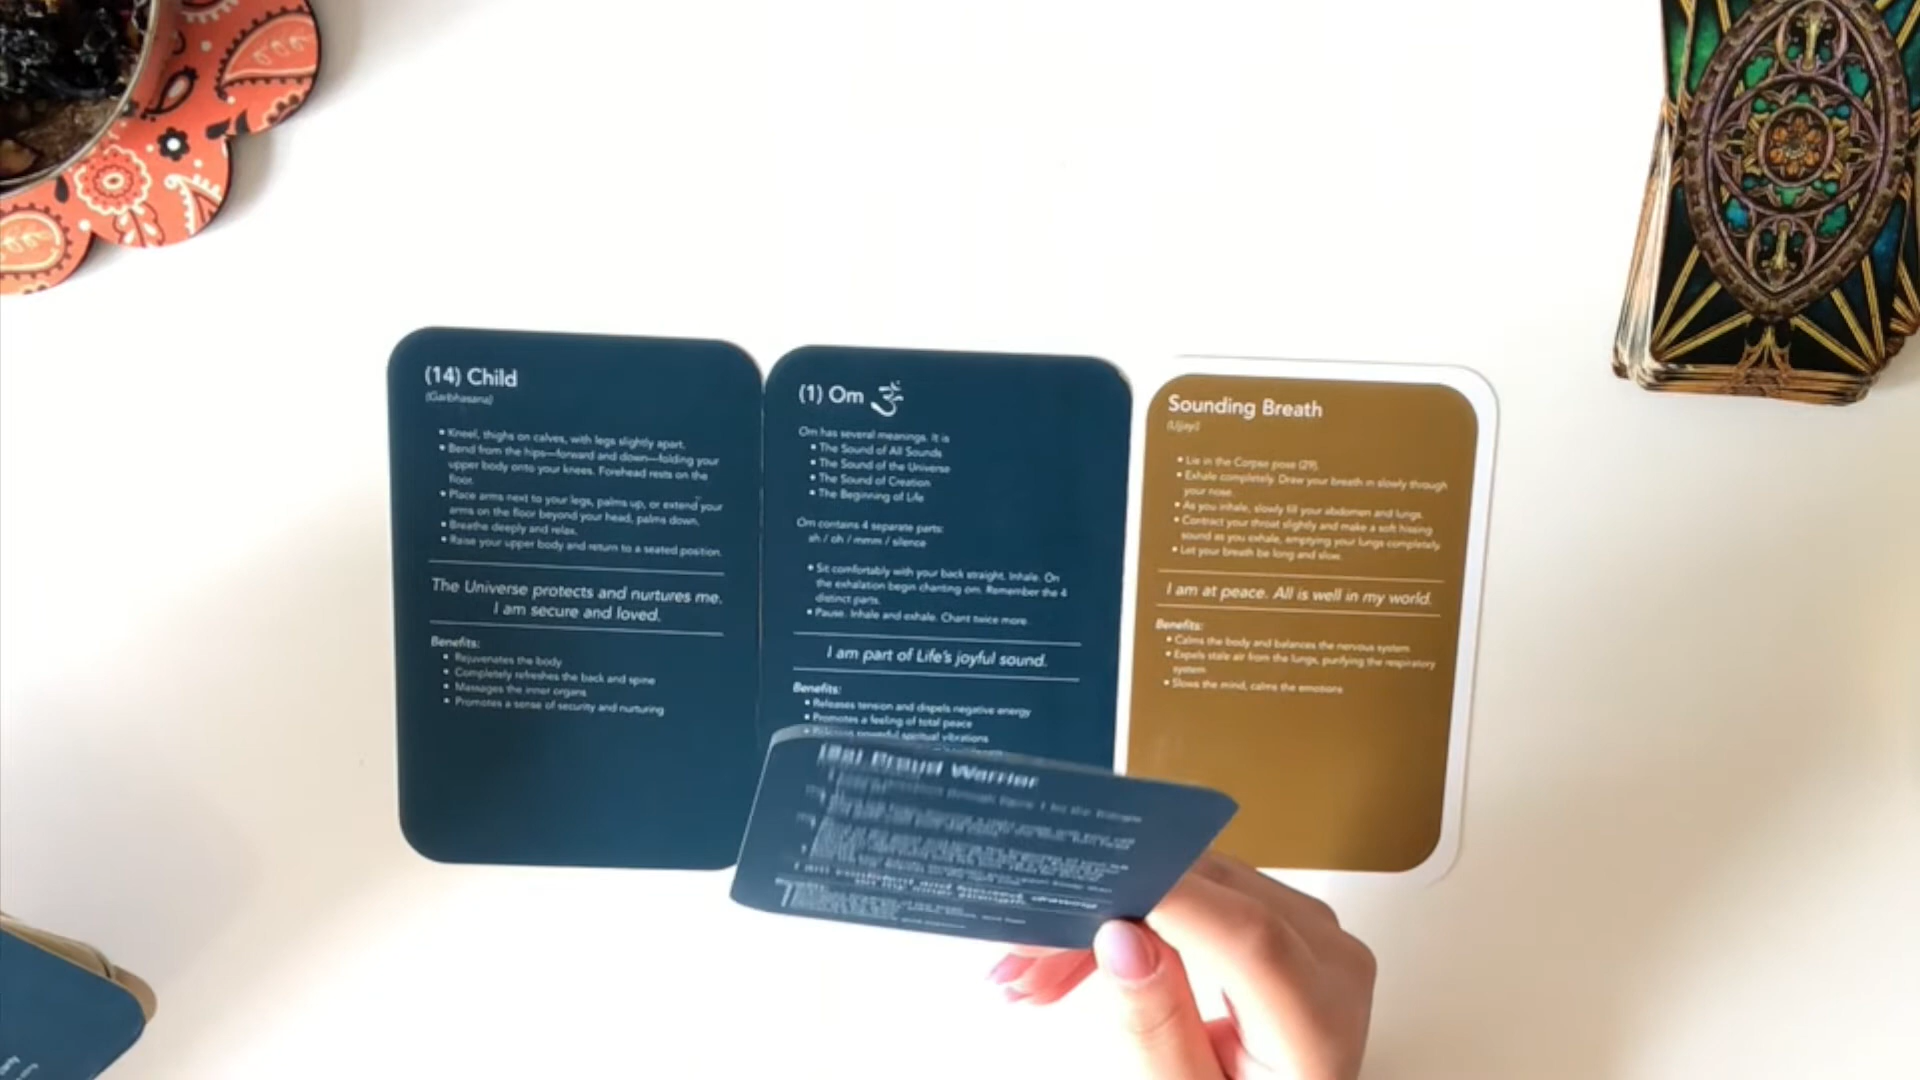 (14) Child
(Garbhasana)
• Kneel, thighs on calves, with legs slightly apart.
• Bend from the hips—forward and down—folding your
upper body onto your knees. Forehead rests on the
floor.
• Place arms next to your legs, palms up, or extend your
arms on the floor beyond your head, palms down.
• Breathe deeply and relax.
• Raise your upper body and return to a seated position.
The Universe protects and nurtures me.
I am secure and loved.
Benefits:
• Rejuvenates the body
• Completely refreshes the back and spine
• Massages the inner organs
• Promotes a sense of security and nurturing
(1) Om ॐ
Om has several meanings. It is
• The Sound of All Sounds
• The Sound of the Universe
• The Sound of Creation
• The Beginning of Life
Om contains 4 separate parts:
ah / oh / mmm / silence
• Sit comfortably with your back straight. Inhale. On
the exhalation begin chanting om. Remember the 4
distinct parts.
• Pause. Inhale and exhale. Chant twice more.
I am part of Life's joyful sound.
Benefits:
• Releases tension and dispels negative energy
• Promotes a feeling of total peace
• powerful spiritual vibrations
Sounding Breath
(Ujjayi)
• Lie in the Corpse pose (29).
• Exhale completely. Draw your breath in slowly through
your nose.
• As you inhale, slowly fill your abdomen and lungs.
• Contract your throat slightly and make a soft hissing
sound as you exhale, emptying your lungs completely.
• Let your breath be long and slow.
I am at peace. All is well in my world.
Benefits:
• Calms the body and balances the nervous system
• Expels stale air from the lungs, purifying the respiratory
system
• Slows the mind, calms the emotions
Proud Warrior